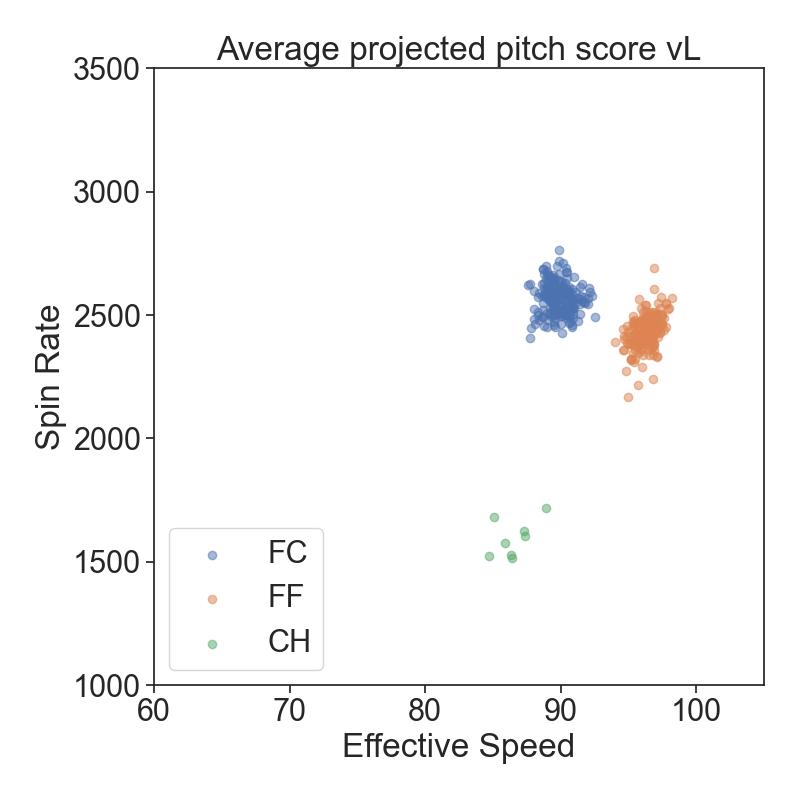 Average projected pitch score vL
3500
3000
2500
2000
1500
1000
Spin Rate
FC
FF
CH
60 70 80 90 100
Effective Speed